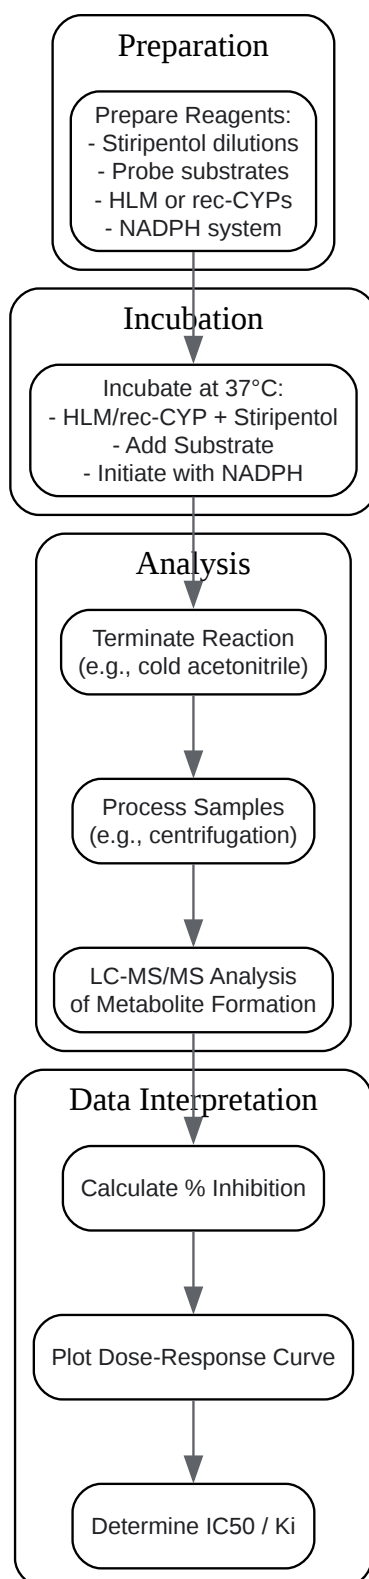 Preparation
Prepare Reagents:
- Stiripentol dilutions
- Probe substrates
- HLM or rec-CYPs
- NADPH system
Incubation
Incubate at 37°C:
- HLM/rec-CYP + Stiripentol
- Add Substrate
- Initiate with NADPH
Analysis
Terminate Reaction
(e.g., cold acetonitrile)
Process Samples
(e.g., centrifugation)
LC-MS/MS Analysis
of Metabolite Formation
Data Interpretation
Calculate % Inhibition
Plot Dose-Response Curve
Determine IC50 / Ki